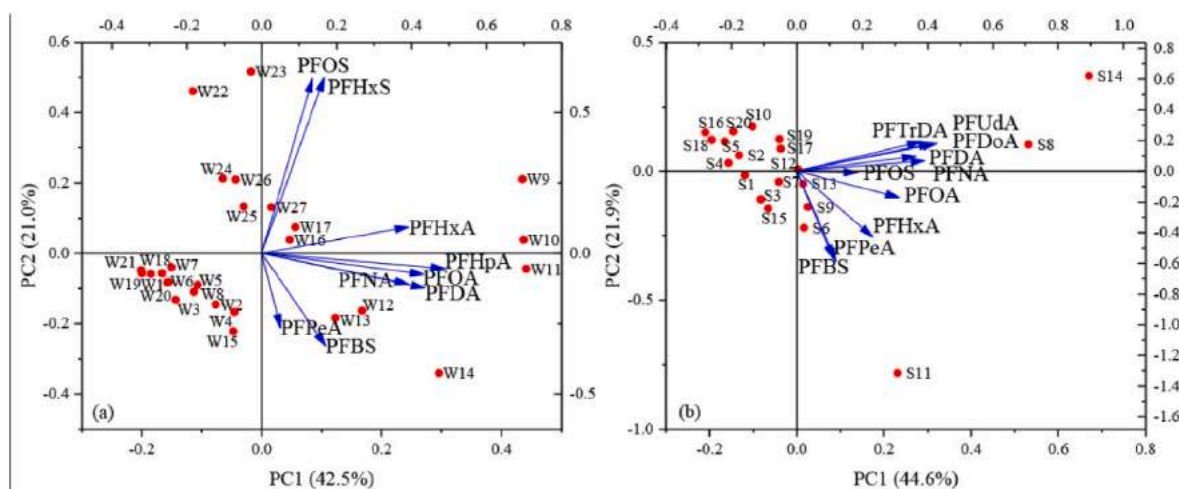 -0.4 -0.2 0.0 0.2 0.4 0.6 0.8
0.6
0.4
0.2
0.0
-0.2
-0.4
PC2 (21.0%)
W23
PFOS
W22
PFHxS
0.5
W24
W26
W9
W25
W27
W17
PFHxA
W16
W10
W21
W18
W7
PFHpA
W11
W19
W1
W6
W5
PFNA
PFOA
W20
W8
PFDA
W3
W2
W12
W4
PFPeA
W13
W15
PFBS
W14
-0.5
(a)
-0.2 0.0 0.2 0.4
PC1 (42.5%)
-0.4 -0.2 0.0 0.2 0.4 0.6 0.8
0.5
0.0
-0.5
-1.0
PC2 (21.9%)
S14
S10
S16
S20
S19
PFTrDA
PFUdA
S18
S5
S17
PFDoA
S8
S4
S2
S12
PFDA
S1
S7
S13
PFOS
PFNA
S3
PFOA
S15
S9
S6
PFHxA
PFPeA
PFBS
S11
0.8
0.6
0.4
0.2
0.0
-0.2
-0.4
-0.6
-0.8
-1.0
-1.2
-1.4
-1.6
(b)
-0.2 0.0 0.2 0.4 0.6 0.8
PC1 (44.6%)